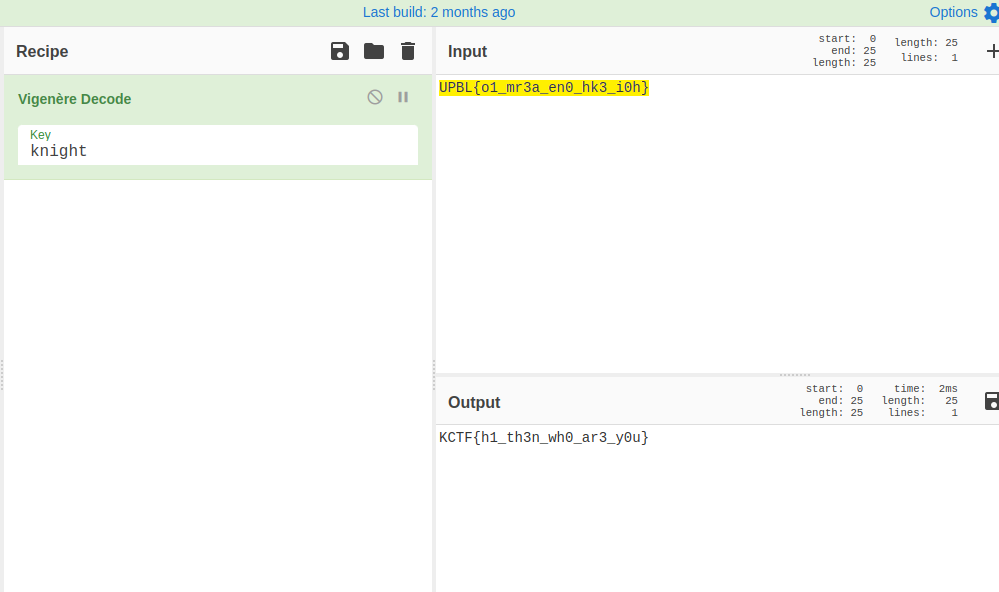 Last build: 2 months ago
Options
Recipe
Vigenère Decode
Key
knight
Input
start: 0
end: 25
length: 25
length: 25
lines: 1
UPBL{o1_mr3a_en0_hk3_i0h}
Output
start: 0
end: 25
length: 25
time: 2ms
length: 25
lines: 1
KCTF{h1_th3n_wh0_ar3_y0u}